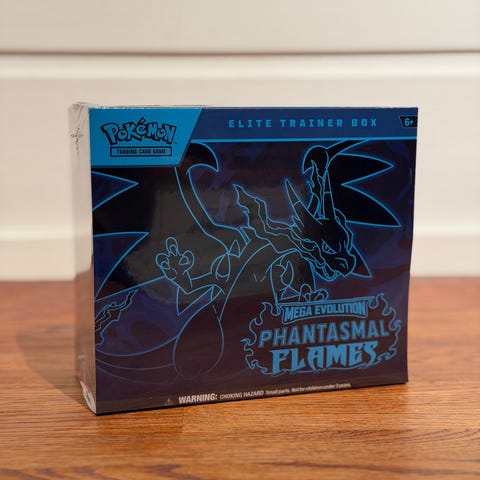 Pokémon
TRADING CARD GAME
ELITE TRAINER BOX
6+
MEGA EVOLUTION
PHANTASMAL
FLAMES
WARNING: CHOKING HAZARD Small parts. Not for children under 3 years.